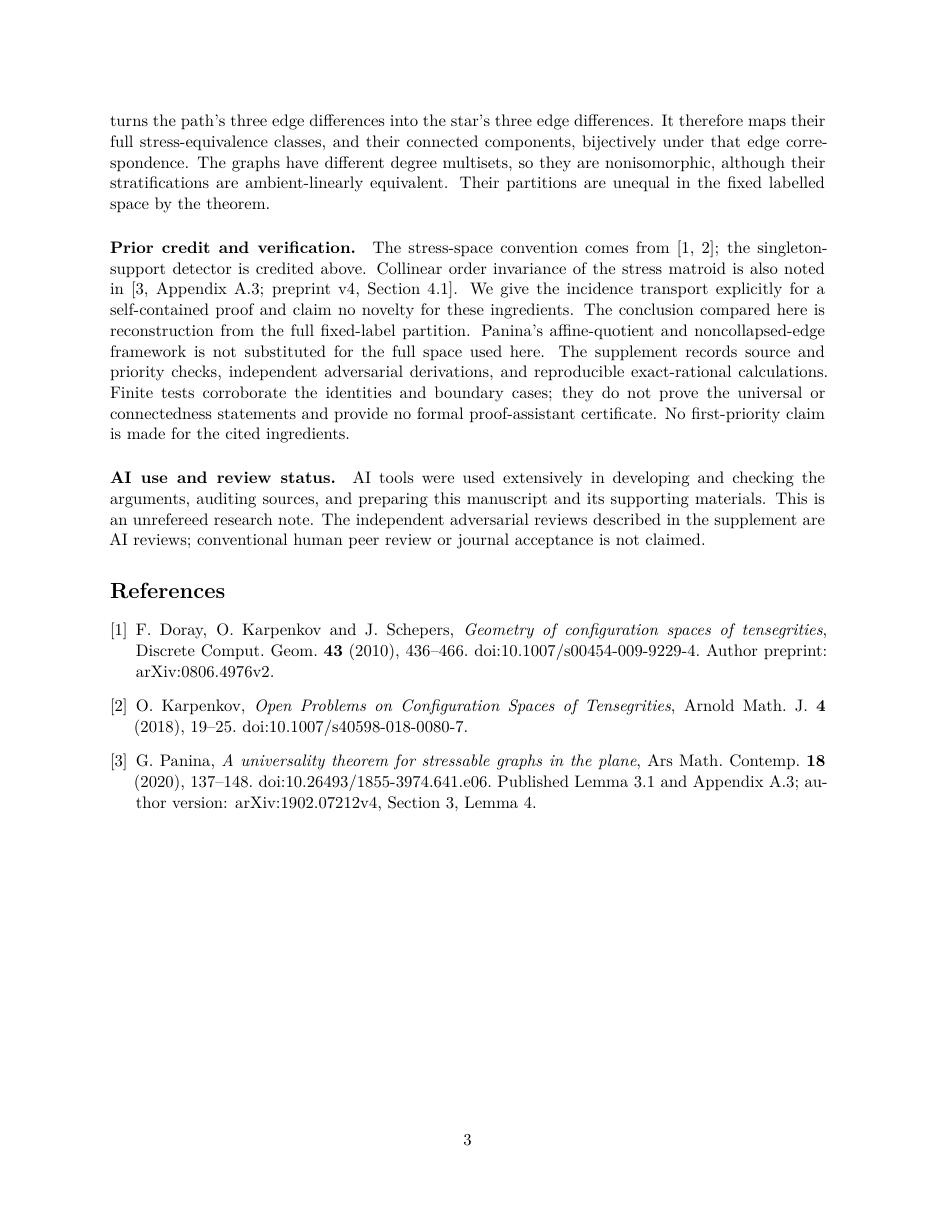 turns the path's three edge differences into the star's three edge differences. It therefore maps their
full stress-equivalence classes, and their connected components, bijectively under that edge corre-
spondence. The graphs have different degree multisets, so they are nonisomorphic, although their
stratifications are ambient-linearly equivalent. Their partitions are unequal in the fixed labelled
space by the theorem.
Prior credit and verification. The stress-space convention comes from [1, 2]; the singleton-
support detector is credited above. Collinear order invariance of the stress matroid is also noted
in [3, Appendix A.3; preprint v4, Section 4.1]. We give the incidence transport explicitly for a
self-contained proof and claim no novelty for these ingredients. The conclusion compared here is
reconstruction from the full fixed-label partition. Panina's affine-quotient and noncollapsed-edge
framework is not substituted for the full space used here. The supplement records source and
priority checks, independent adversarial derivations, and reproducible exact-rational calculations.
Finite tests corroborate the identities and boundary cases; they do not prove the universal or
connectedness statements and provide no formal proof-assistant certificate. No first-priority claim
is made for the cited ingredients.
AI use and review status. AI tools were used extensively in developing and checking the
arguments, auditing sources, and preparing this manuscript and its supporting materials. This is
an unrefereed research note. The independent adversarial reviews described in the supplement are
AI reviews; conventional human peer review or journal acceptance is not claimed.
References
[1] F. Doray, O. Karpenkov and J. Schepers, Geometry of configuration spaces of tensegrities,
Discrete Comput. Geom. 43 (2010), 436–466. doi:10.1007/s00454-009-9229-4. Author preprint:
arXiv:0806.4976v2.
[2] O. Karpenkov, Open Problems on Configuration Spaces of Tensegrities, Arnold Math. J. 4
(2018), 19–25. doi:10.1007/s40598-018-0080-7.
[3] G. Panina, A universality theorem for stressable graphs in the plane, Ars Math. Contemp. 18
(2020), 137–148. doi:10.26493/1855-3974.641.e06. Published Lemma 3.1 and Appendix A.3; au-
thor version: arXiv:1902.07212v4, Section 3, Lemma 4.
3